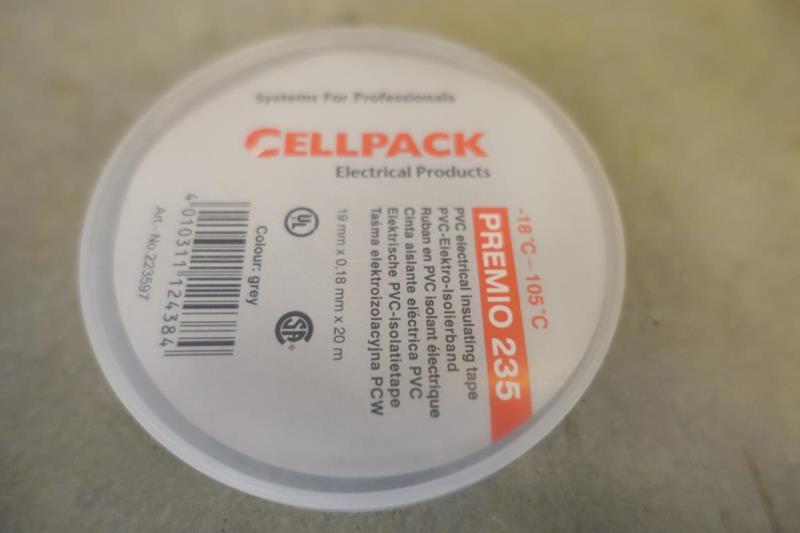 Systems For Professionals
CELLPACK
Electrical Products
-18°C – 105°C
PREMIO 235
PVC electrical insulating tape
PVC-Elektro-Isolierband
Ruban en PVC isolant électrique
Cinta aislante eléctrica PVC
Elektrische PVC-isolatietape
Taśma elektroizolacyjna PCW
19 mm x 0,18 mm x 20 m
UL
SA
Colour: grey
4 010311 124384
Art.-No. 223597